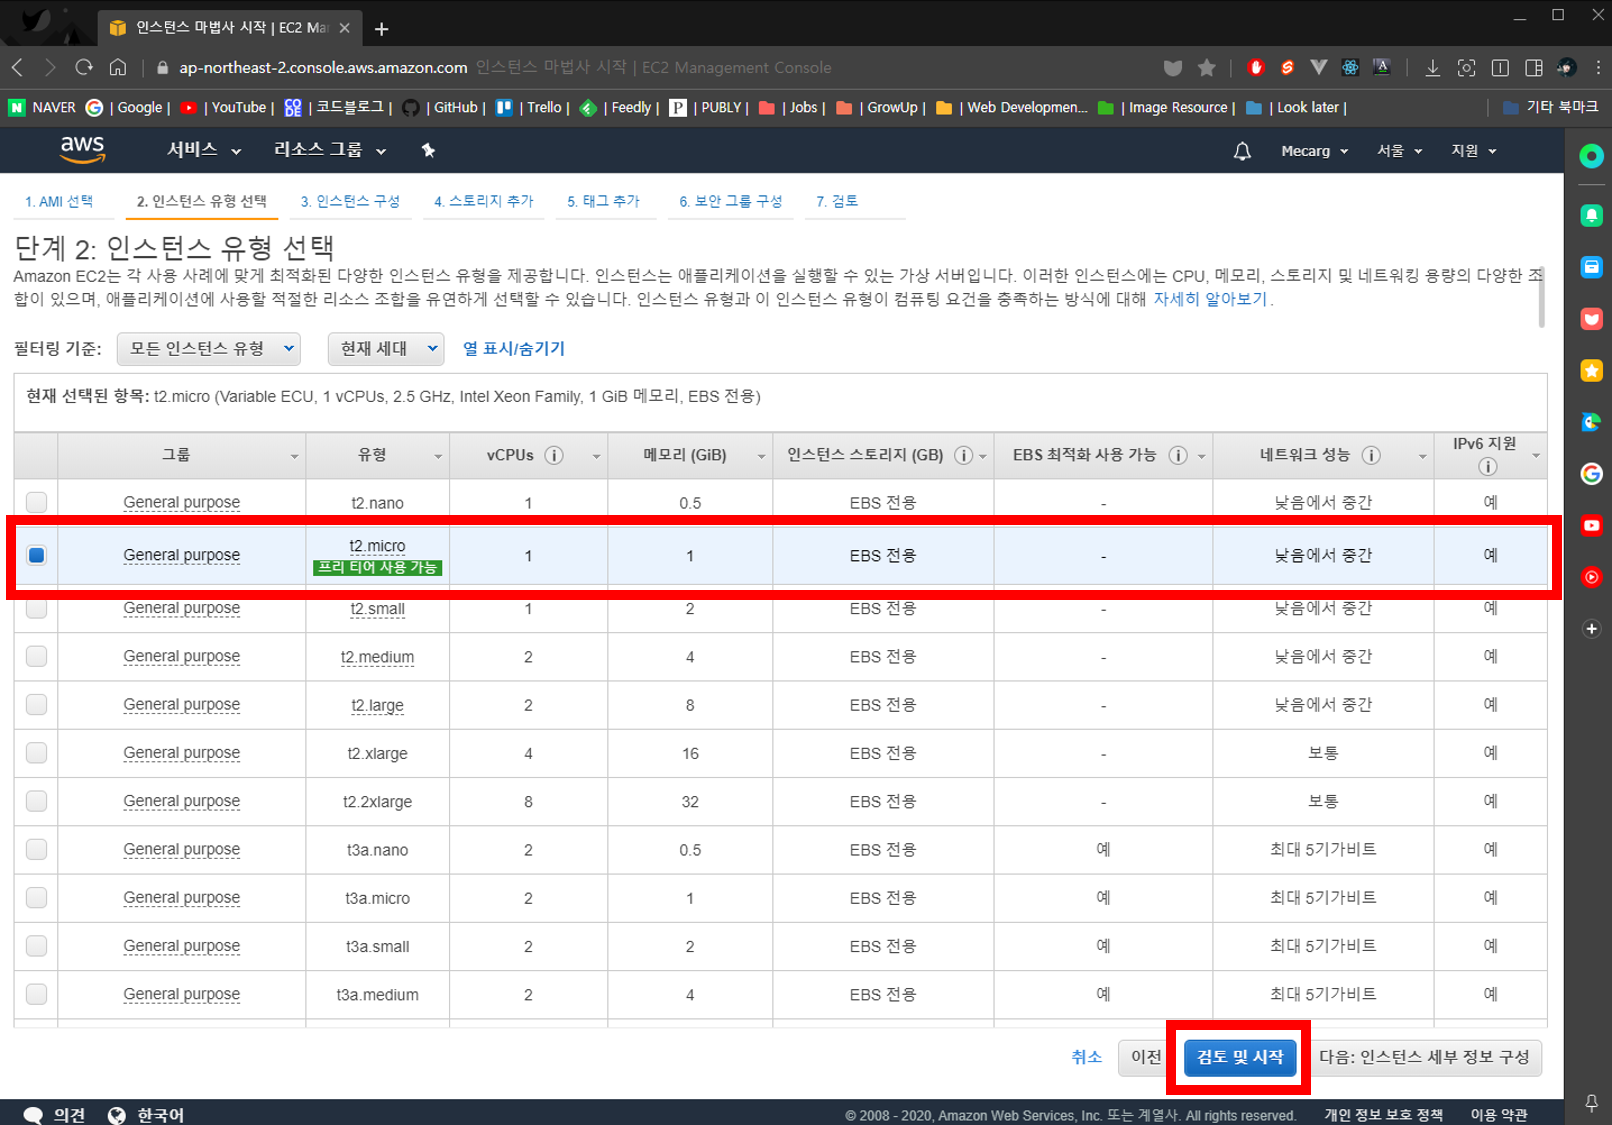 인스턴스 마법사 시작 | EC2 Ma
ap-northeast-2.console.aws.amazon.com 인스턴스 마법사 시작 | EC2 Management Console
NAVER | Google | | YouTube | CO DE | 코드블로그 | | GitHub | | Trello | | Feedly | P | PUBLY | | Jobs | | GrowUp | | Web Developmen... | Image Resource | | Look later | 기타 북마크
aws 서비스 리소스 그룹 Mecarg 서울 지원
1. AMI 선택 2. 인스턴스 유형 선택 3. 인스턴스 구성 4. 스토리지 추가 5. 태그 추가 6. 보안 그룹 구성 7. 검토
단계 2: 인스턴스 유형 선택
Amazon EC2는 각 사용 사례에 맞게 최적화된 다양한 인스턴스 유형을 제공합니다. 인스턴스는 애플리케이션을 실행할 수 있는 가상 서버입니다. 이러한 인스턴스에는 CPU, 메모리, 스토리지 및 네트워킹 용량의 다양한 조
합이 있으며, 애플리케이션에 사용할 적절한 리소스 조합을 유연하게 선택할 수 있습니다. 인스턴스 유형과 이 인스턴스 유형이 컴퓨팅 요건을 충족하는 방식에 대해 자세히 알아보기.
필터링 기준: 모든 인스턴스 유형 현재 세대 열 표시/숨기기
현재 선택된 항목: t2.micro (Variable ECU, 1 vCPUs, 2.5 GHz, Intel Xeon Family, 1 GiB 메모리, EBS 전용)
그룹 유형 vCPUs 메모리 (GiB) 인스턴스 스토리지 (GB) EBS 최적화 사용 가능 네트워크 성능 IPv6 지원
General purpose t2.nano 1 0.5 EBS 전용 - 낮음에서 중간 예
General purpose t2.micro 1 1 EBS 전용 - 낮음에서 중간 예
프리 티어 사용 가능
General purpose t2.small 1 2 EBS 전용 - 낮음에서 중간 예
General purpose t2.medium 2 4 EBS 전용 - 낮음에서 중간 예
General purpose t2.large 2 8 EBS 전용 - 낮음에서 중간 예
General purpose t2.xlarge 4 16 EBS 전용 - 보통 예
General purpose t2.2xlarge 8 32 EBS 전용 - 보통 예
General purpose t3a.nano 2 0.5 EBS 전용 예 최대 5기가비트 예
General purpose t3a.micro 2 1 EBS 전용 예 최대 5기가비트 예
General purpose t3a.small 2 2 EBS 전용 예 최대 5기가비트 예
General purpose t3a.medium 2 4 EBS 전용 예 최대 5기가비트 예
취소 이전 검토 및 시작 다음: 인스턴스 세부 정보 구성
의견 한국어 © 2008 - 2020, Amazon Web Services, Inc. 또는 계열사. All rights reserved. 개인 정보 보호 정책 이용 약관